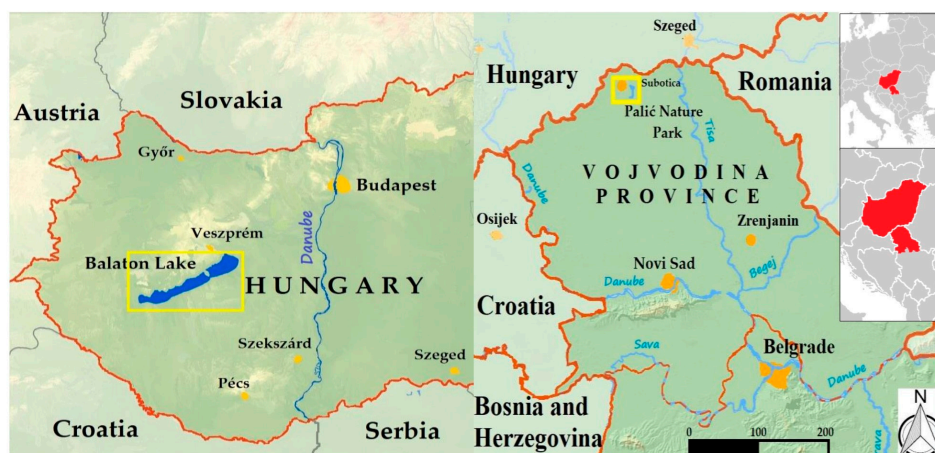 Austria
Slovakia
Győr
Budapest
Danube
Veszprém
Balaton Lake
HUNGARY
Szekszárd
Szeged
Pécs
Croatia
Serbia
Szeged
Hungary
Romania
Subotica
Palić Nature
Park
Tisa
Danube
VOJVODINA
PROVINCE
Osijek
Zrenjanin
Novi Sad
Begej
Danube
Croatia
Sava
Belgrade
Danube
Bosnia and
Herzegovina
N
0 100 200